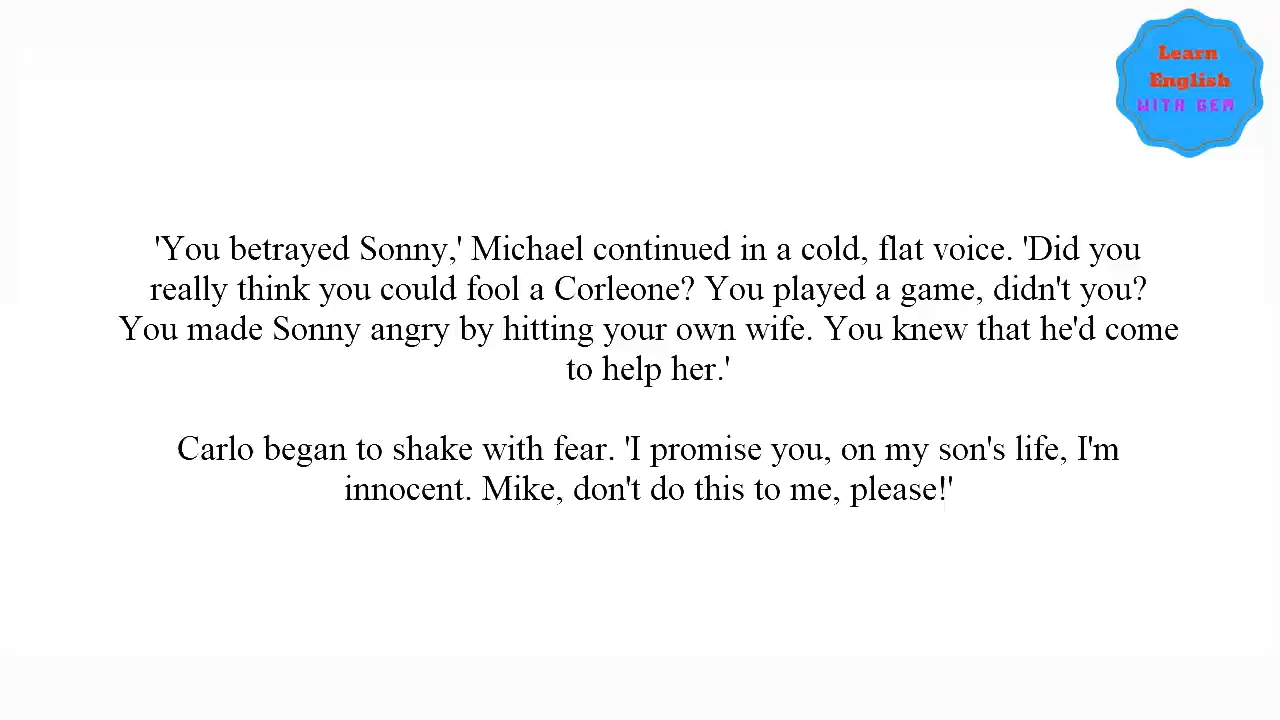 Learn
English
WITH GEM
'You betrayed Sonny,' Michael continued in a cold, flat voice. 'Did you
really think you could fool a Corleone? You played a game, didn't you?
You made Sonny angry by hitting your own wife. You knew that he'd come
to help her.'
Carlo began to shake with fear. 'I promise you, on my son's life, I'm
innocent. Mike, don't do this to me, please!'